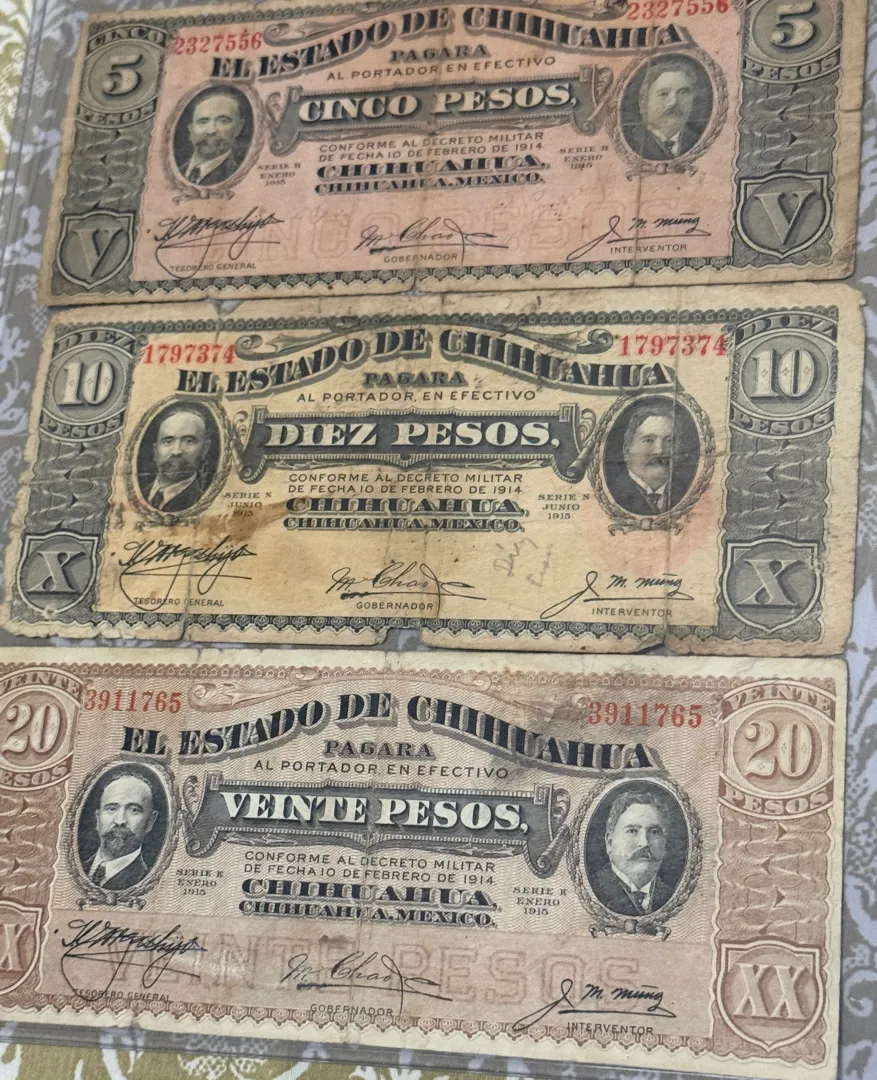 CINCO
5
PESOS
V
2327556
2327556
EL ESTADO DE CHIHUAHUA
PAGARA
AL PORTADOR EN EFECTIVO
CINCO PESOS,
CONFORME AL DECRETO MILITAR
DE FECHA 10 DE FEBRERO DE 1914
CHIHUAHUA,
CHIHUAHUA, MEXICO.
ENERO
1915
ENERO
1915
TESORERO GENERAL
M Chao
GOBERNADOR
INTERVENTOR
5
PESOS
V
DIEZ
10
PESOS
X
1797374
1797374
EL ESTADO DE CHIHUAHUA
PAGARA
AL PORTADOR, EN EFECTIVO
DIEZ PESOS,
CONFORME AL DECRETO MILITAR
DE FECHA 10 DE FEBRERO DE 1914
CHIHUAHUA,
CHIHUAHUA, MEXICO.
SERIE N
JUNIO
1915
SERIE N
JUNIO
1915
TESORERO GENERAL
M Chao
GOBERNADOR
INTERVENTOR
DIEZ
10
PESOS
X
VEINTE
20
PESOS
X
3911765
3911765
EL ESTADO DE CHIHUAHUA
PAGARA
AL PORTADOR EN EFECTIVO
VEINTE PESOS,
CONFORME AL DECRETO MILITAR
DE FECHA 10 DE FEBRERO DE 1914
CHIHUAHUA,
CHIHUAHUA, MEXICO.
SERIE K
ENERO
1915
SERIE K
ENERO
1915
TESORERO GENERAL
M Chao
GOBERNADOR
INTERVENTOR
VEINTE
20
PESOS
XX